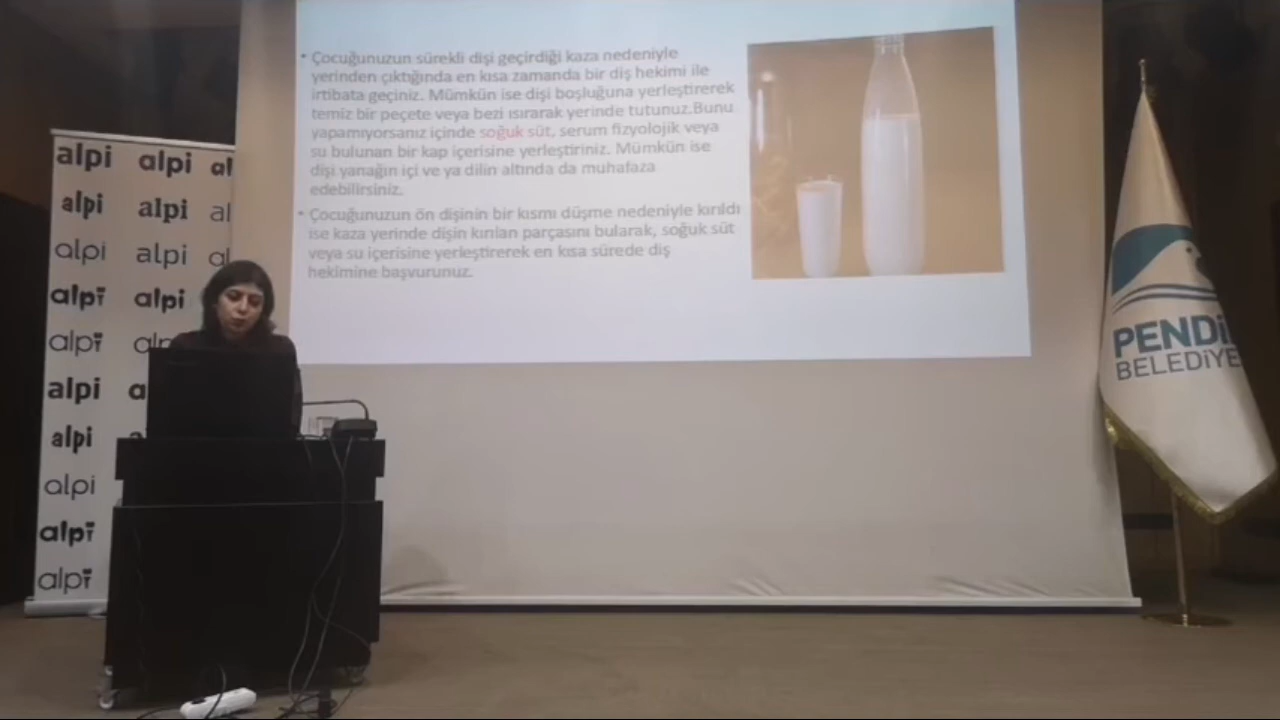 • Çocuğunuzun sürekli dişi geçirdiği kaza nedeniyle
yerinden çıktığında en kısa zamanda bir diş hekimi ile
irtibata geçiniz. Mümkün ise dişi boşluğuna yerleştirerek
temiz bir peçete veya bezi ısırarak yerinde tutunuz.Bunu
yapamıyorsanız içinde soğuk süt, serum fizyolojik veya
su bulunan bir kap içerisine yerleştiriniz. Mümkün ise
dişi yanağın içi ve ya dilin altında da muhafaza
edebilirsiniz.
• Çocuğunuzun ön dişinin bir kısmı düşme nedeniyle kırıldı
ise kaza yerinde dişin kırılan parçasını bularak, soğuk süt
veya su içerisine yerleştirerek en kısa sürede diş
hekimine başvurunuz.
alpi alpi al
alpi alpi al
alpi alpi al
alpi alpi
alpi alp
alpi a
alpi
alpi
alpi
alpi
PENDİ
BELEDİYE